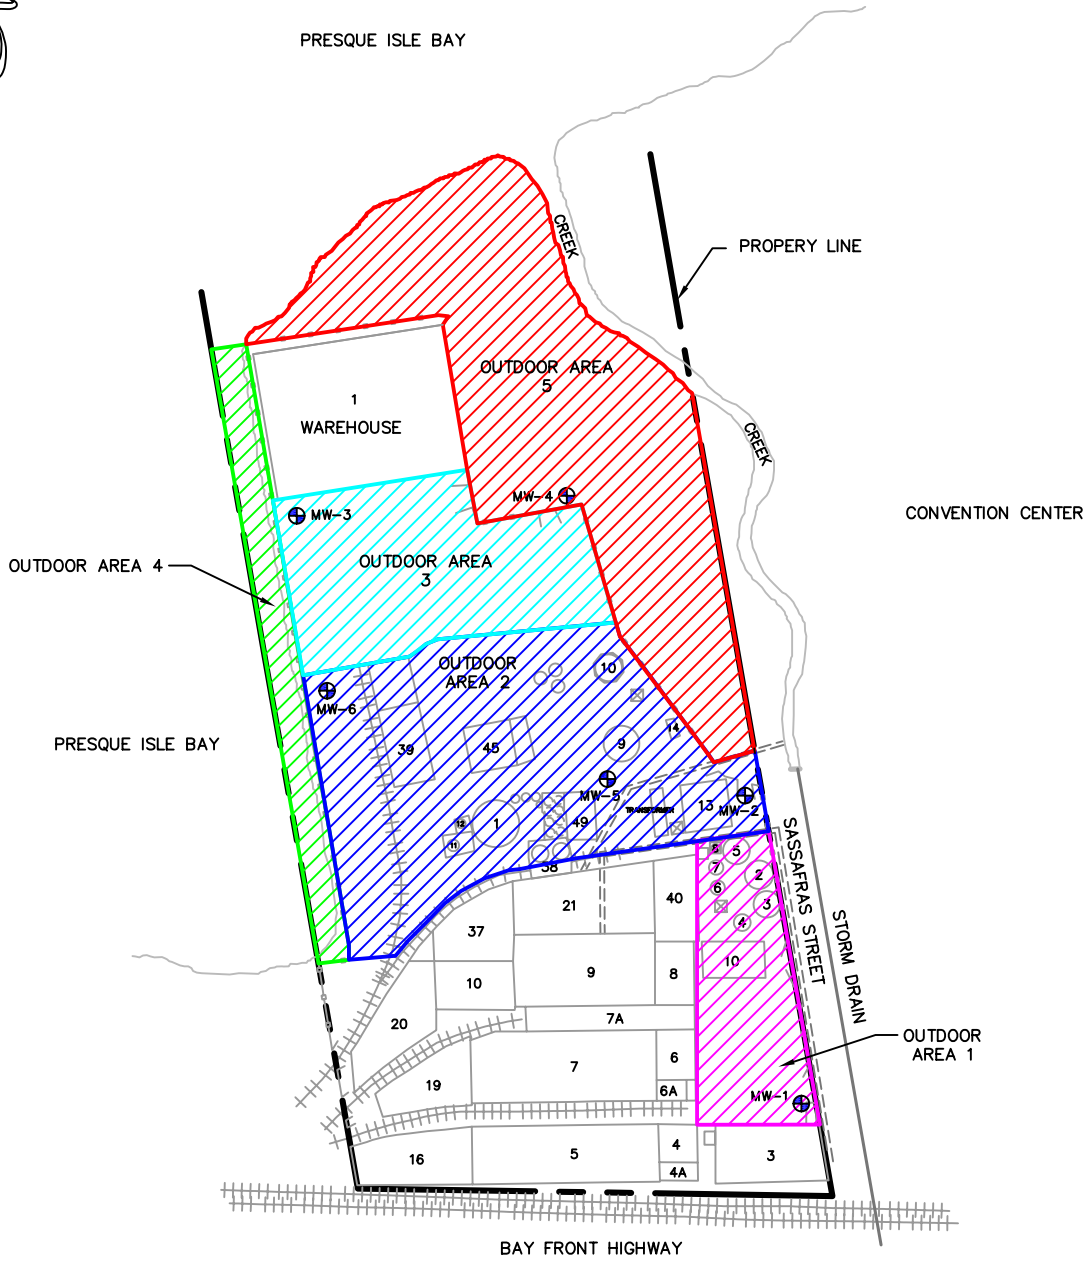 PRESQUE ISLE BAY
CREEK
PROPERY LINE
OUTDOOR AREA
5
1
WAREHOUSE
CREEK
MW-4
MW-3
CONVENTION CENTER
OUTDOOR AREA 4
OUTDOOR AREA
3
OUTDOOR
AREA 2
10
MW-6
14
PRESQUE ISLE BAY
39
45
9
MW-5
TRANSFORMER
13
MW-2
12
1
49
11
38
8
5
7
2
6
3
4
10
SASSAFRAS STREET
STORM DRAIN
21
40
37
9
8
10
7A
20
7
6
6A
19
OUTDOOR
AREA 1
MW-1
16
5
4
4A
3
BAY FRONT HIGHWAY